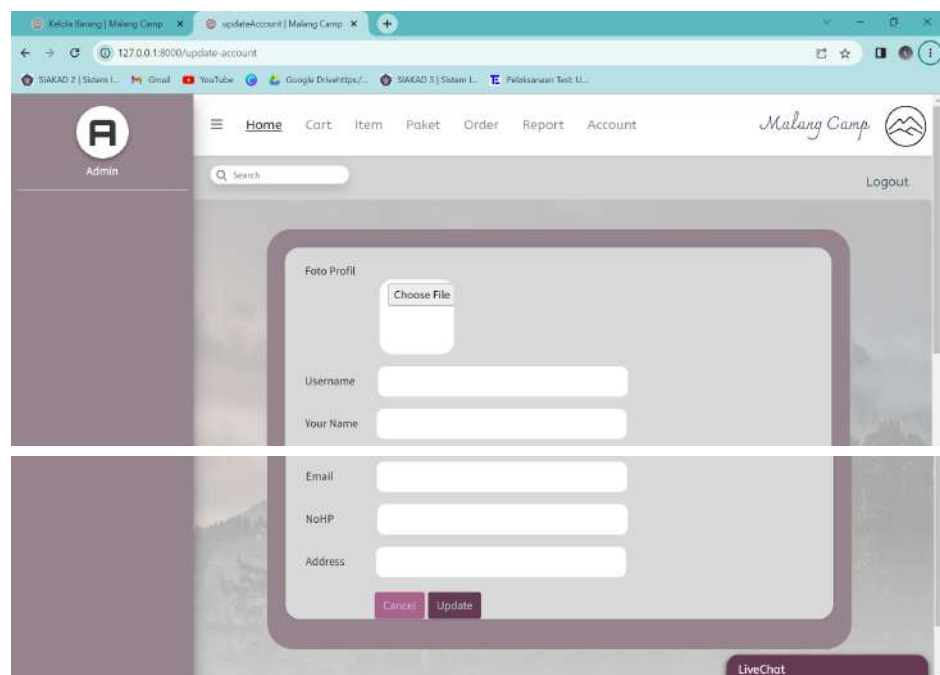 Kelola Barang | Malang Camp
updateAccount | Malang Camp
127.0.0.1:8000/update-account
SIAKAD 2 | Sistem I... Gmail YouTube Google Drivehttps:/... SIAKAD 3 | Sistem I... Pelaksanaan Test U...
Home Cart Item Paket Order Report Account Malang Camp
Admin
Search
Logout
Foto Profil
Choose File
Username
Your Name
Email
NoHP
Address
Cancel Update
LiveChat